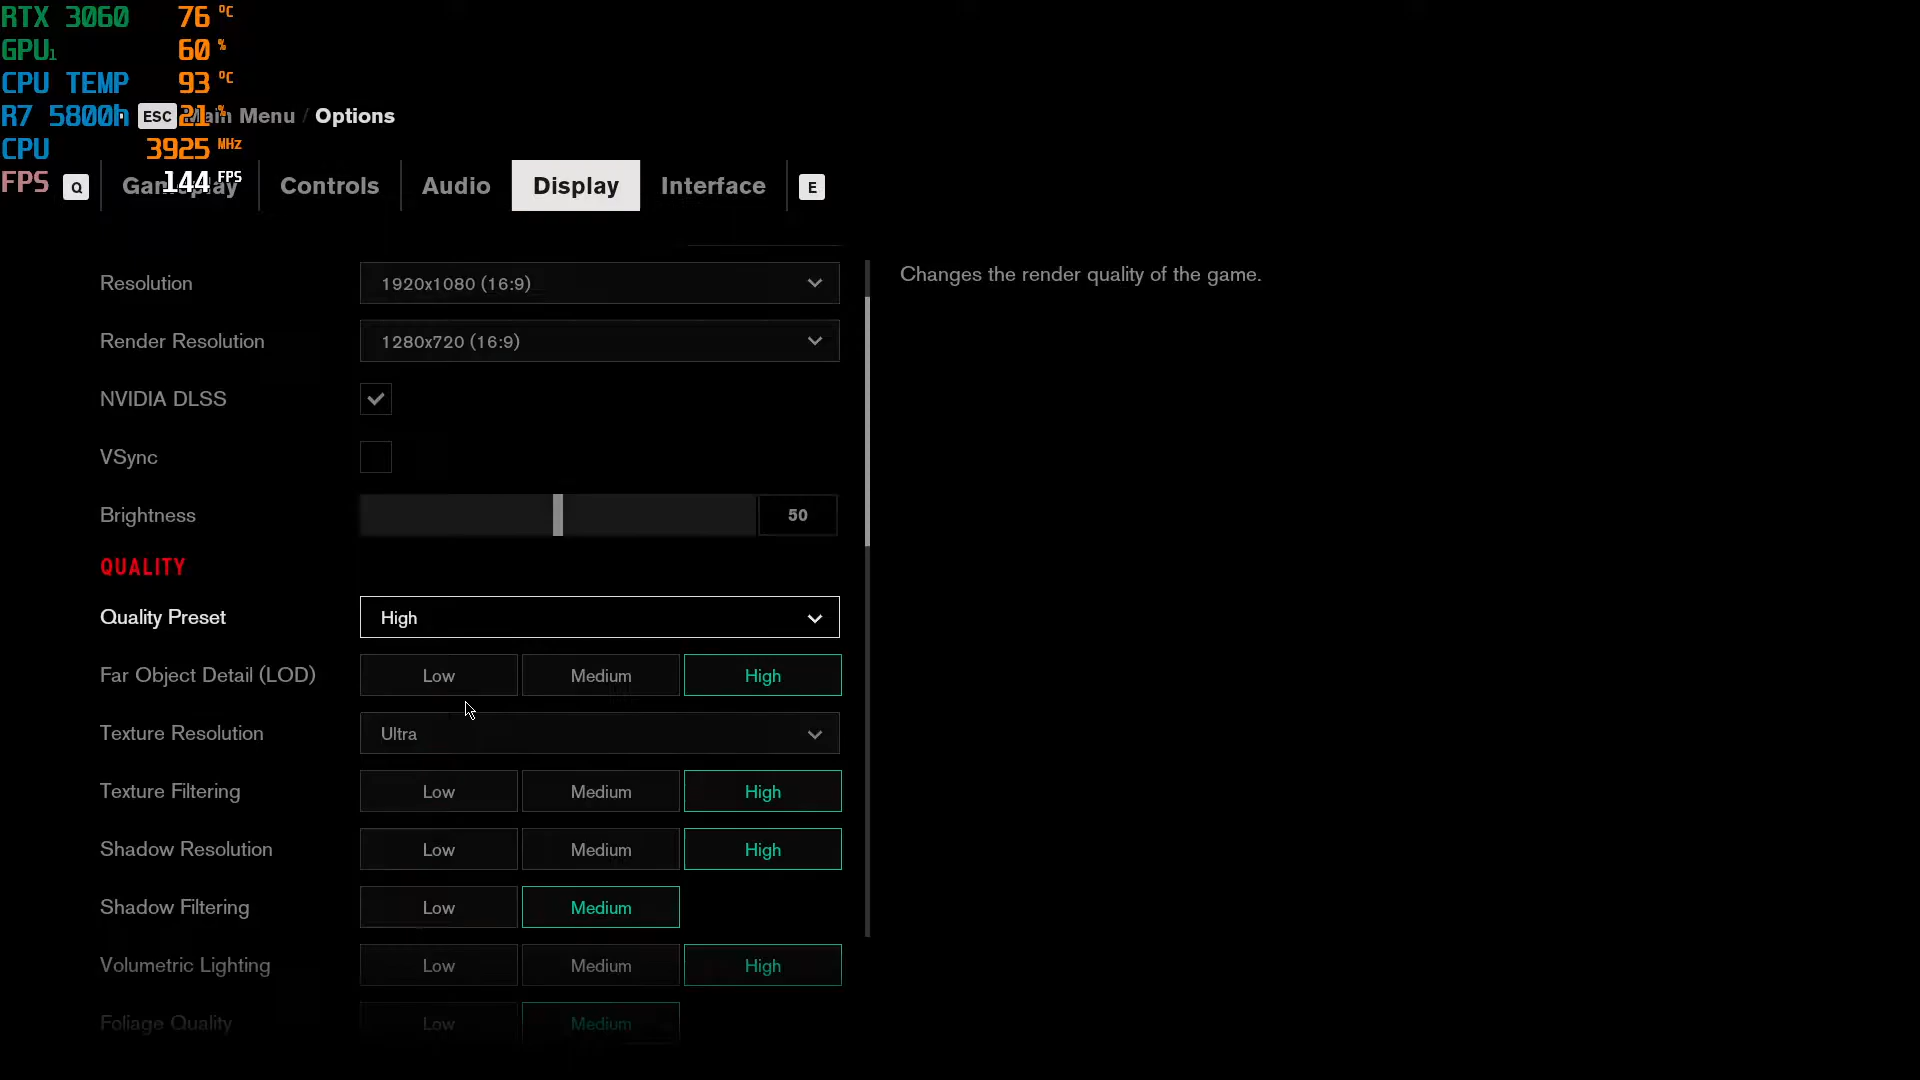 RTX 3060 76 °C
GPU1 60 %
CPU TEMP 93 °C
R7 5800h 21 %
ESC Main Menu / Options
CPU 3925 MHz
FPS 144 FPS
Q Gameplay Controls Audio Display Interface E
Resolution 1920x1080 (16:9)
Changes the render quality of the game.
Render Resolution 1280x720 (16:9)
NVIDIA DLSS
VSync
Brightness 50
QUALITY
Quality Preset High
Far Object Detail (LOD) Low Medium High
Texture Resolution Ultra
Texture Filtering Low Medium High
Shadow Resolution Low Medium High
Shadow Filtering Low Medium
Volumetric Lighting Low Medium High
Foliage Quality Low Medium